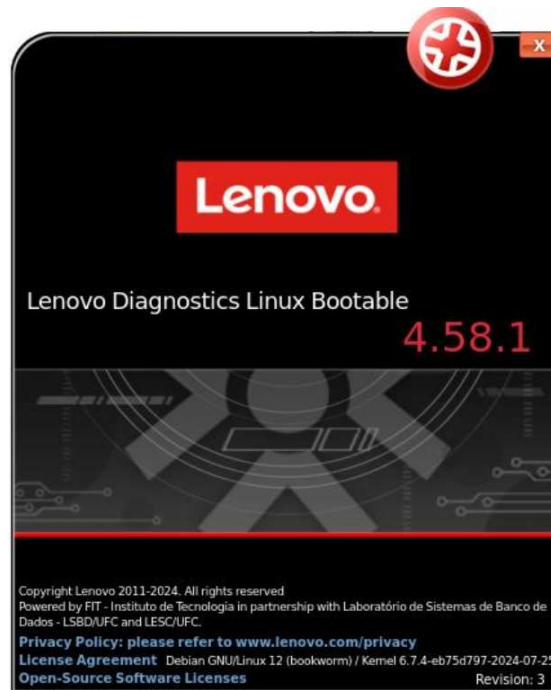 X
Lenovo
Lenovo Diagnostics Linux Bootable
4.58.1
Copyright Lenovo 2011-2024. All rights reserved
Powered by FIT - Instituto de Tecnologia in partnership with Laboratório de Sistemas de Banco de
Dados - LSBD/UFC and LESC/UFC.
Privacy Policy: please refer to www.lenovo.com/privacy
License Agreement Debian GNU/Linux 12 (bookworm) / Kernel 6.7.4-eb75d797-2024-07-25
Open-Source Software Licenses Revision: 3